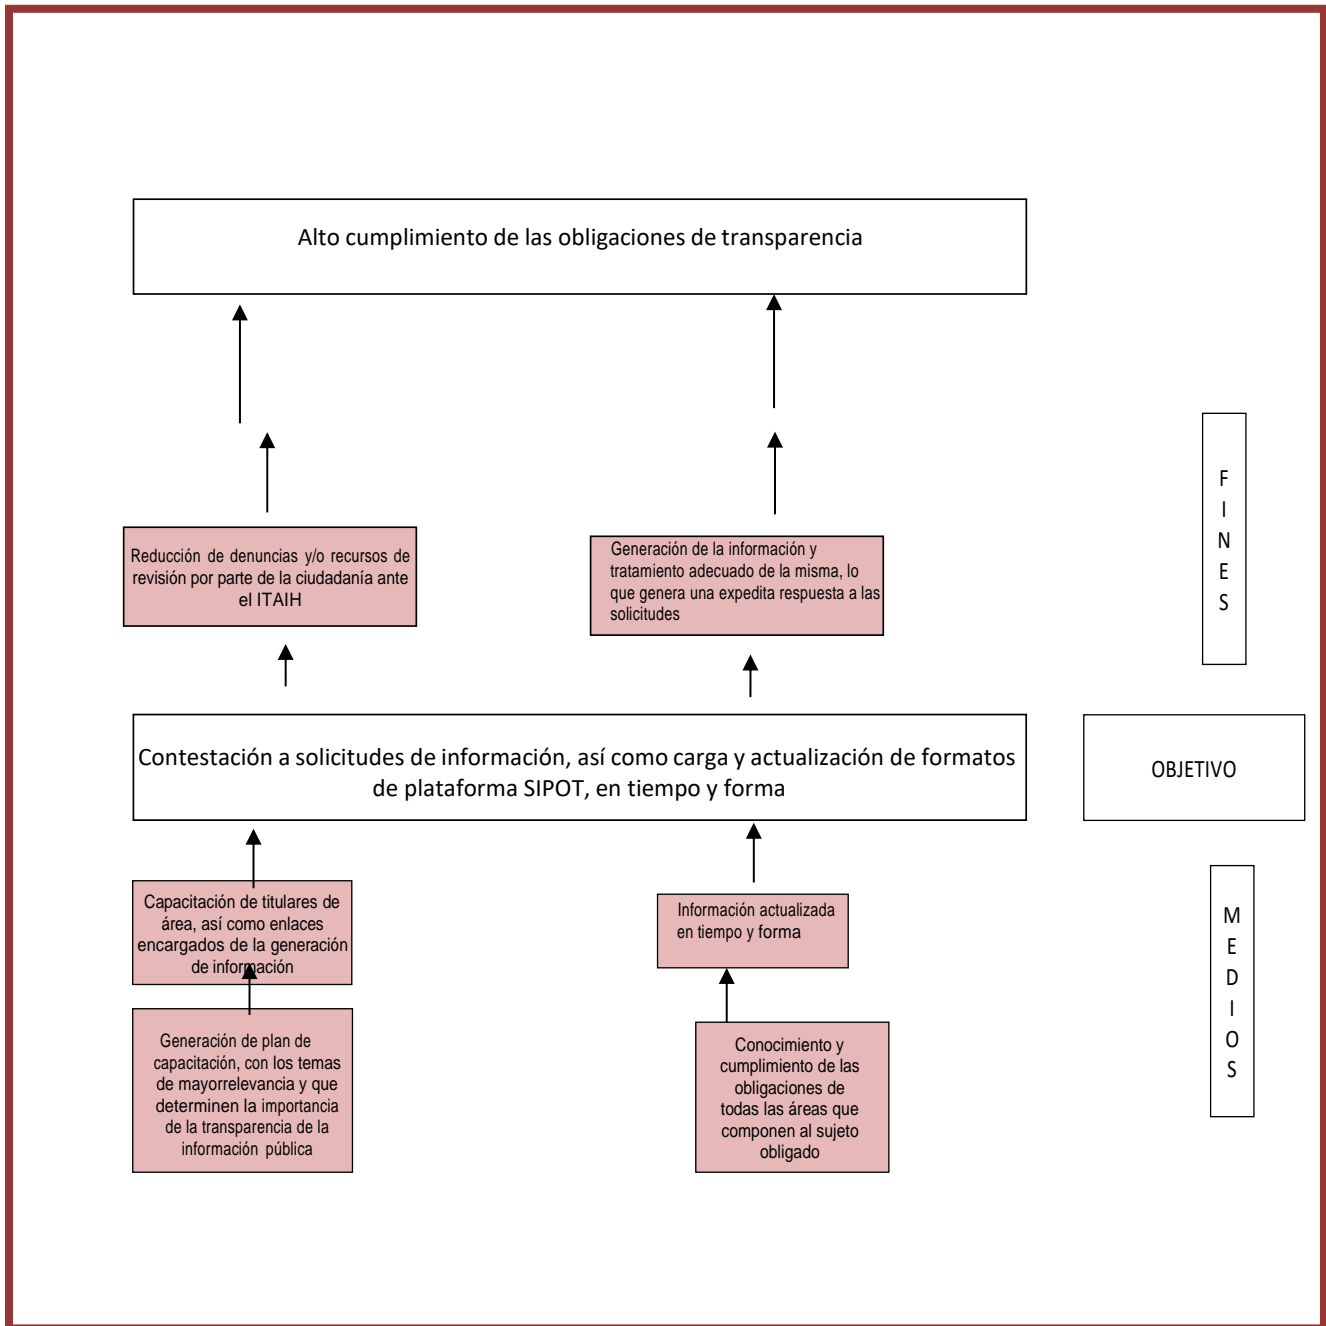 Alto cumplimiento de las obligaciones de transparencia
F
I
N
E
S
Reducción de denuncias y/o recursos de
revisión por parte de la ciudadanía ante
el ITAIH
Generación de la información y
tratamiento adecuado de la misma, lo
que genera una expedita respuesta a las
solicitudes
Contestación a solicitudes de información, así como carga y actualización de formatos
de plataforma SIPOT, en tiempo y forma
OBJETIVO
Capacitación de titulares de
área, así como enlaces
encargados de la generación
de información
Información actualizada
en tiempo y forma
M
E
D
I
O
S
Generación de plan de
capacitación, con los temas
de mayorrelevancia y que
determinen la importancia
de la transparencia de la
información pública
Conocimiento y
cumplimiento de las
obligaciones de
todas las áreas que
componen al sujeto
obligado